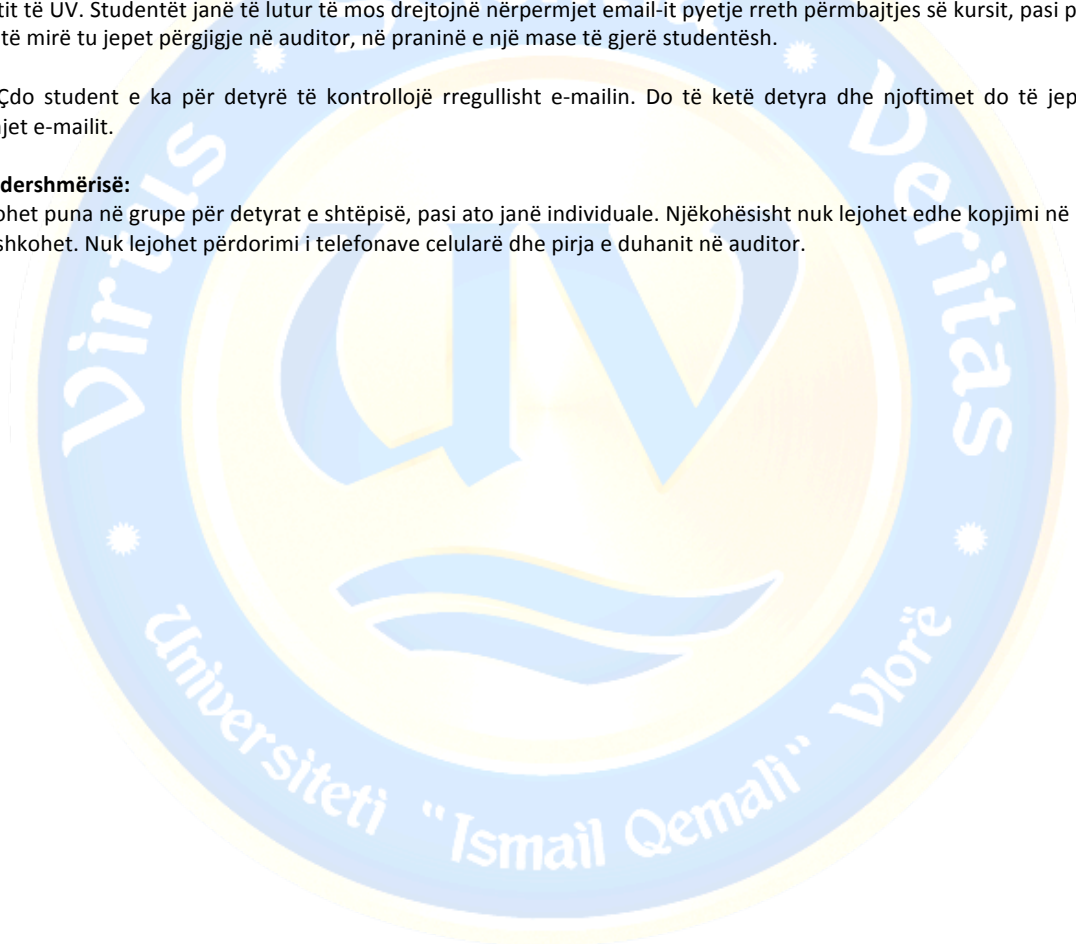 tit të UV. Studentët janë të lutur të mos drejtojnë nërpermjet email-it pyetje rreth përmbajtjes së kursit, pasi p
të mirë tu jepet përgjigje në auditor, në praninë e një mase të gjerë studentësh.
Çdo student e ka për detyrë të kontrollojë rregullisht e-mailin. Do të ketë detyra dhe njoftimet do të jep
jet e-mailit.
dershmërisë:
ohet puna në grupe për detyrat e shtëpisë, pasi ato janë individuale. Njëkohësisht nuk lejohet edhe kopjimi në
shkohet. Nuk lejohet përdorimi i telefonave celularë dhe pirja e duhanit në auditor.
Virtus
Veritas
UV
Universiteti "Ismail Qemali" Vlorë